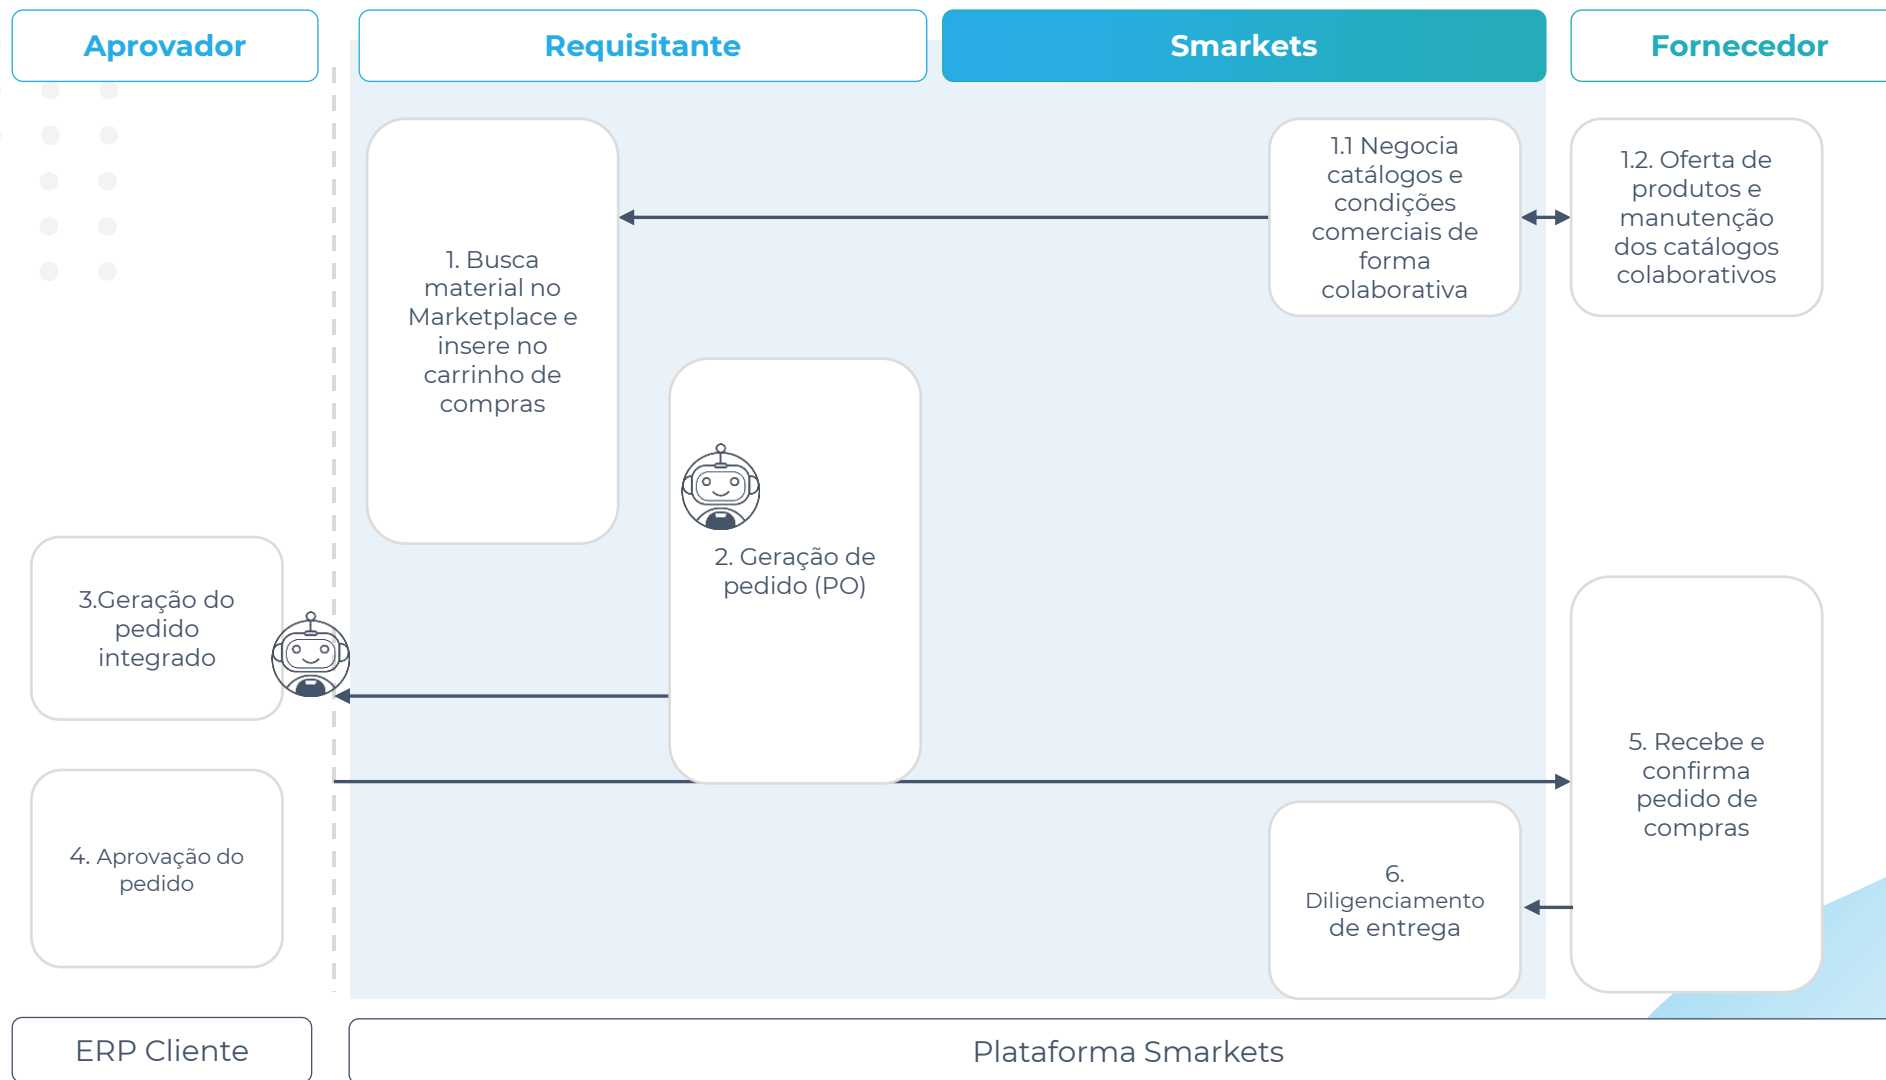 Aprovador
Requisitante
Smarkets
Fornecedor
1. Busca
material no
Marketplace e
insere no
carrinho de
compras
1.1 Negocia
catálogos e
condições
comerciais de
forma
colaborativa
1.2. Oferta de
produtos e
manutenção
dos catálogos
colaborativos
2. Geração de
pedido (PO)
3.Geração do
pedido
integrado
4. Aprovação do
pedido
5. Recebe e
confirma
pedido de
compras
6.
Diligenciamento
de entrega
ERP Cliente
Plataforma Smarkets